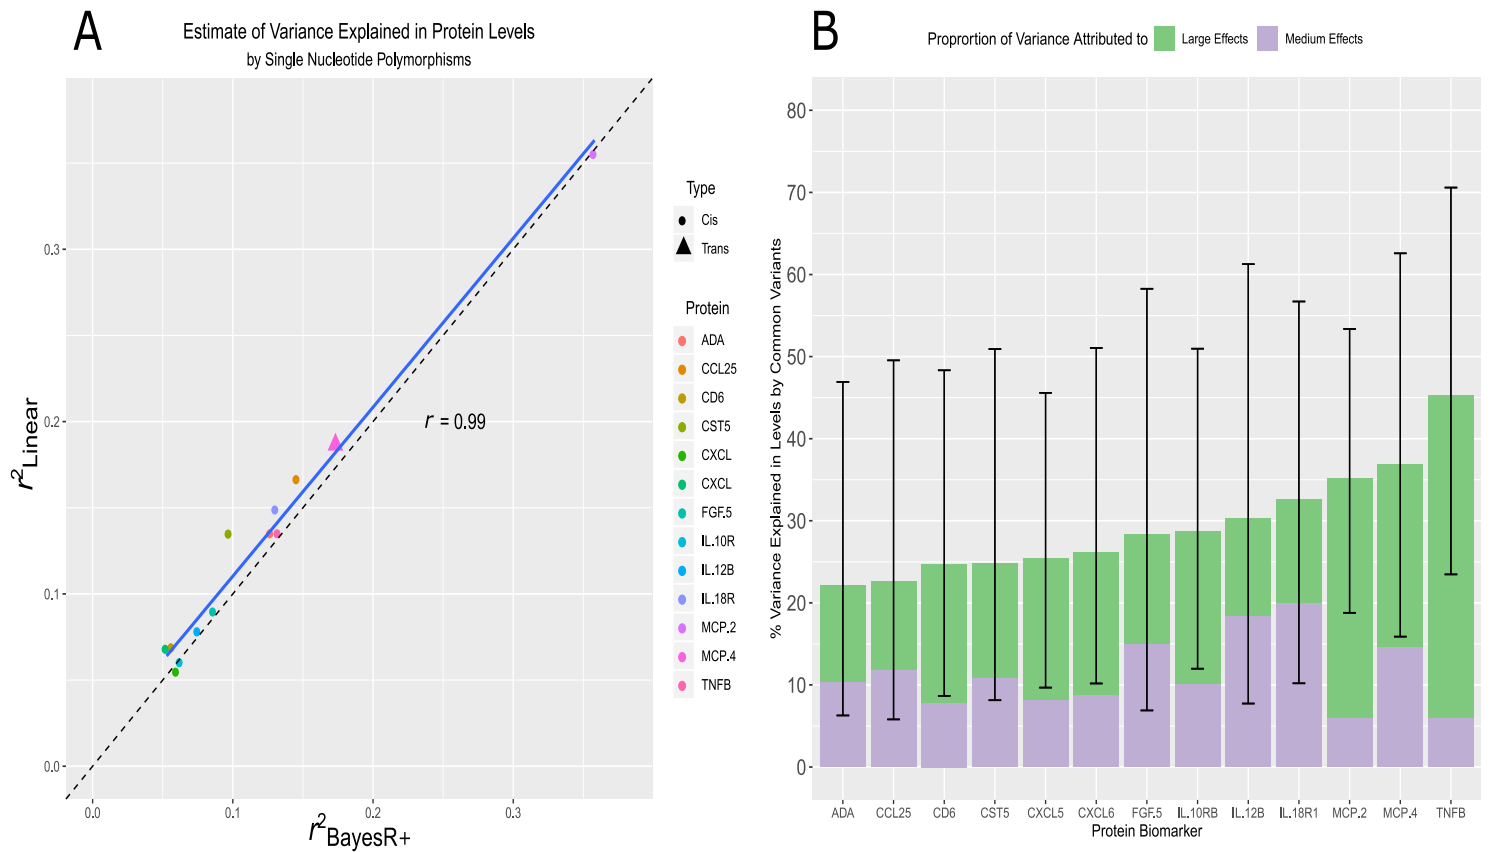 A
Estimate of Variance Explained in Protein Levels
by Single Nucleotide Polymorphisms
0.3
0.2
0.1
0.0
r²Linear
r = 0.99
0.0 0.1 0.2 0.3
r²BayesR+
Type
Cis
Trans
Protein
ADA
CCL25
CD6
CST5
CXCL
CXCL
FGF.5
IL.10R
IL.12B
IL.18R
MCP.2
MCP.4
TNFB
B
Proprotion of Variance Attributed to Large Effects Medium Effects
80
70
60
50
40
30
20
10
0
% Variance Explained in Levels by Common Variants
ADA CCL25 CD6 CST5 CXCL5 CXCL6 FGF.5 IL.10RB IL.12B IL.18R1 MCP.2 MCP.4 TNFB
Protein Biomarker